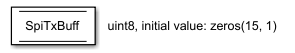 SpiTxBuff uint8, initial value: zeros(15, 1)